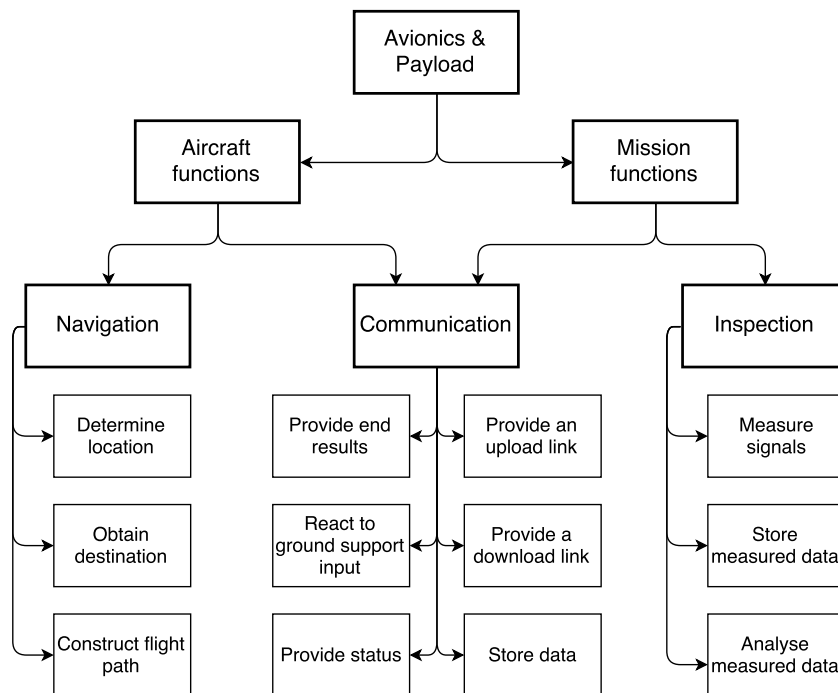 Avionics &
Payload
Aircraft
functions
Mission
functions
Navigation
Communication
Inspection
Determine
location
Provide end
results
Provide an
upload link
Measure
signals
Obtain
destination
React to
ground support
input
Provide a
download link
Store
measured data
Construct flight
path
Provide status
Store data
Analyse
measured data